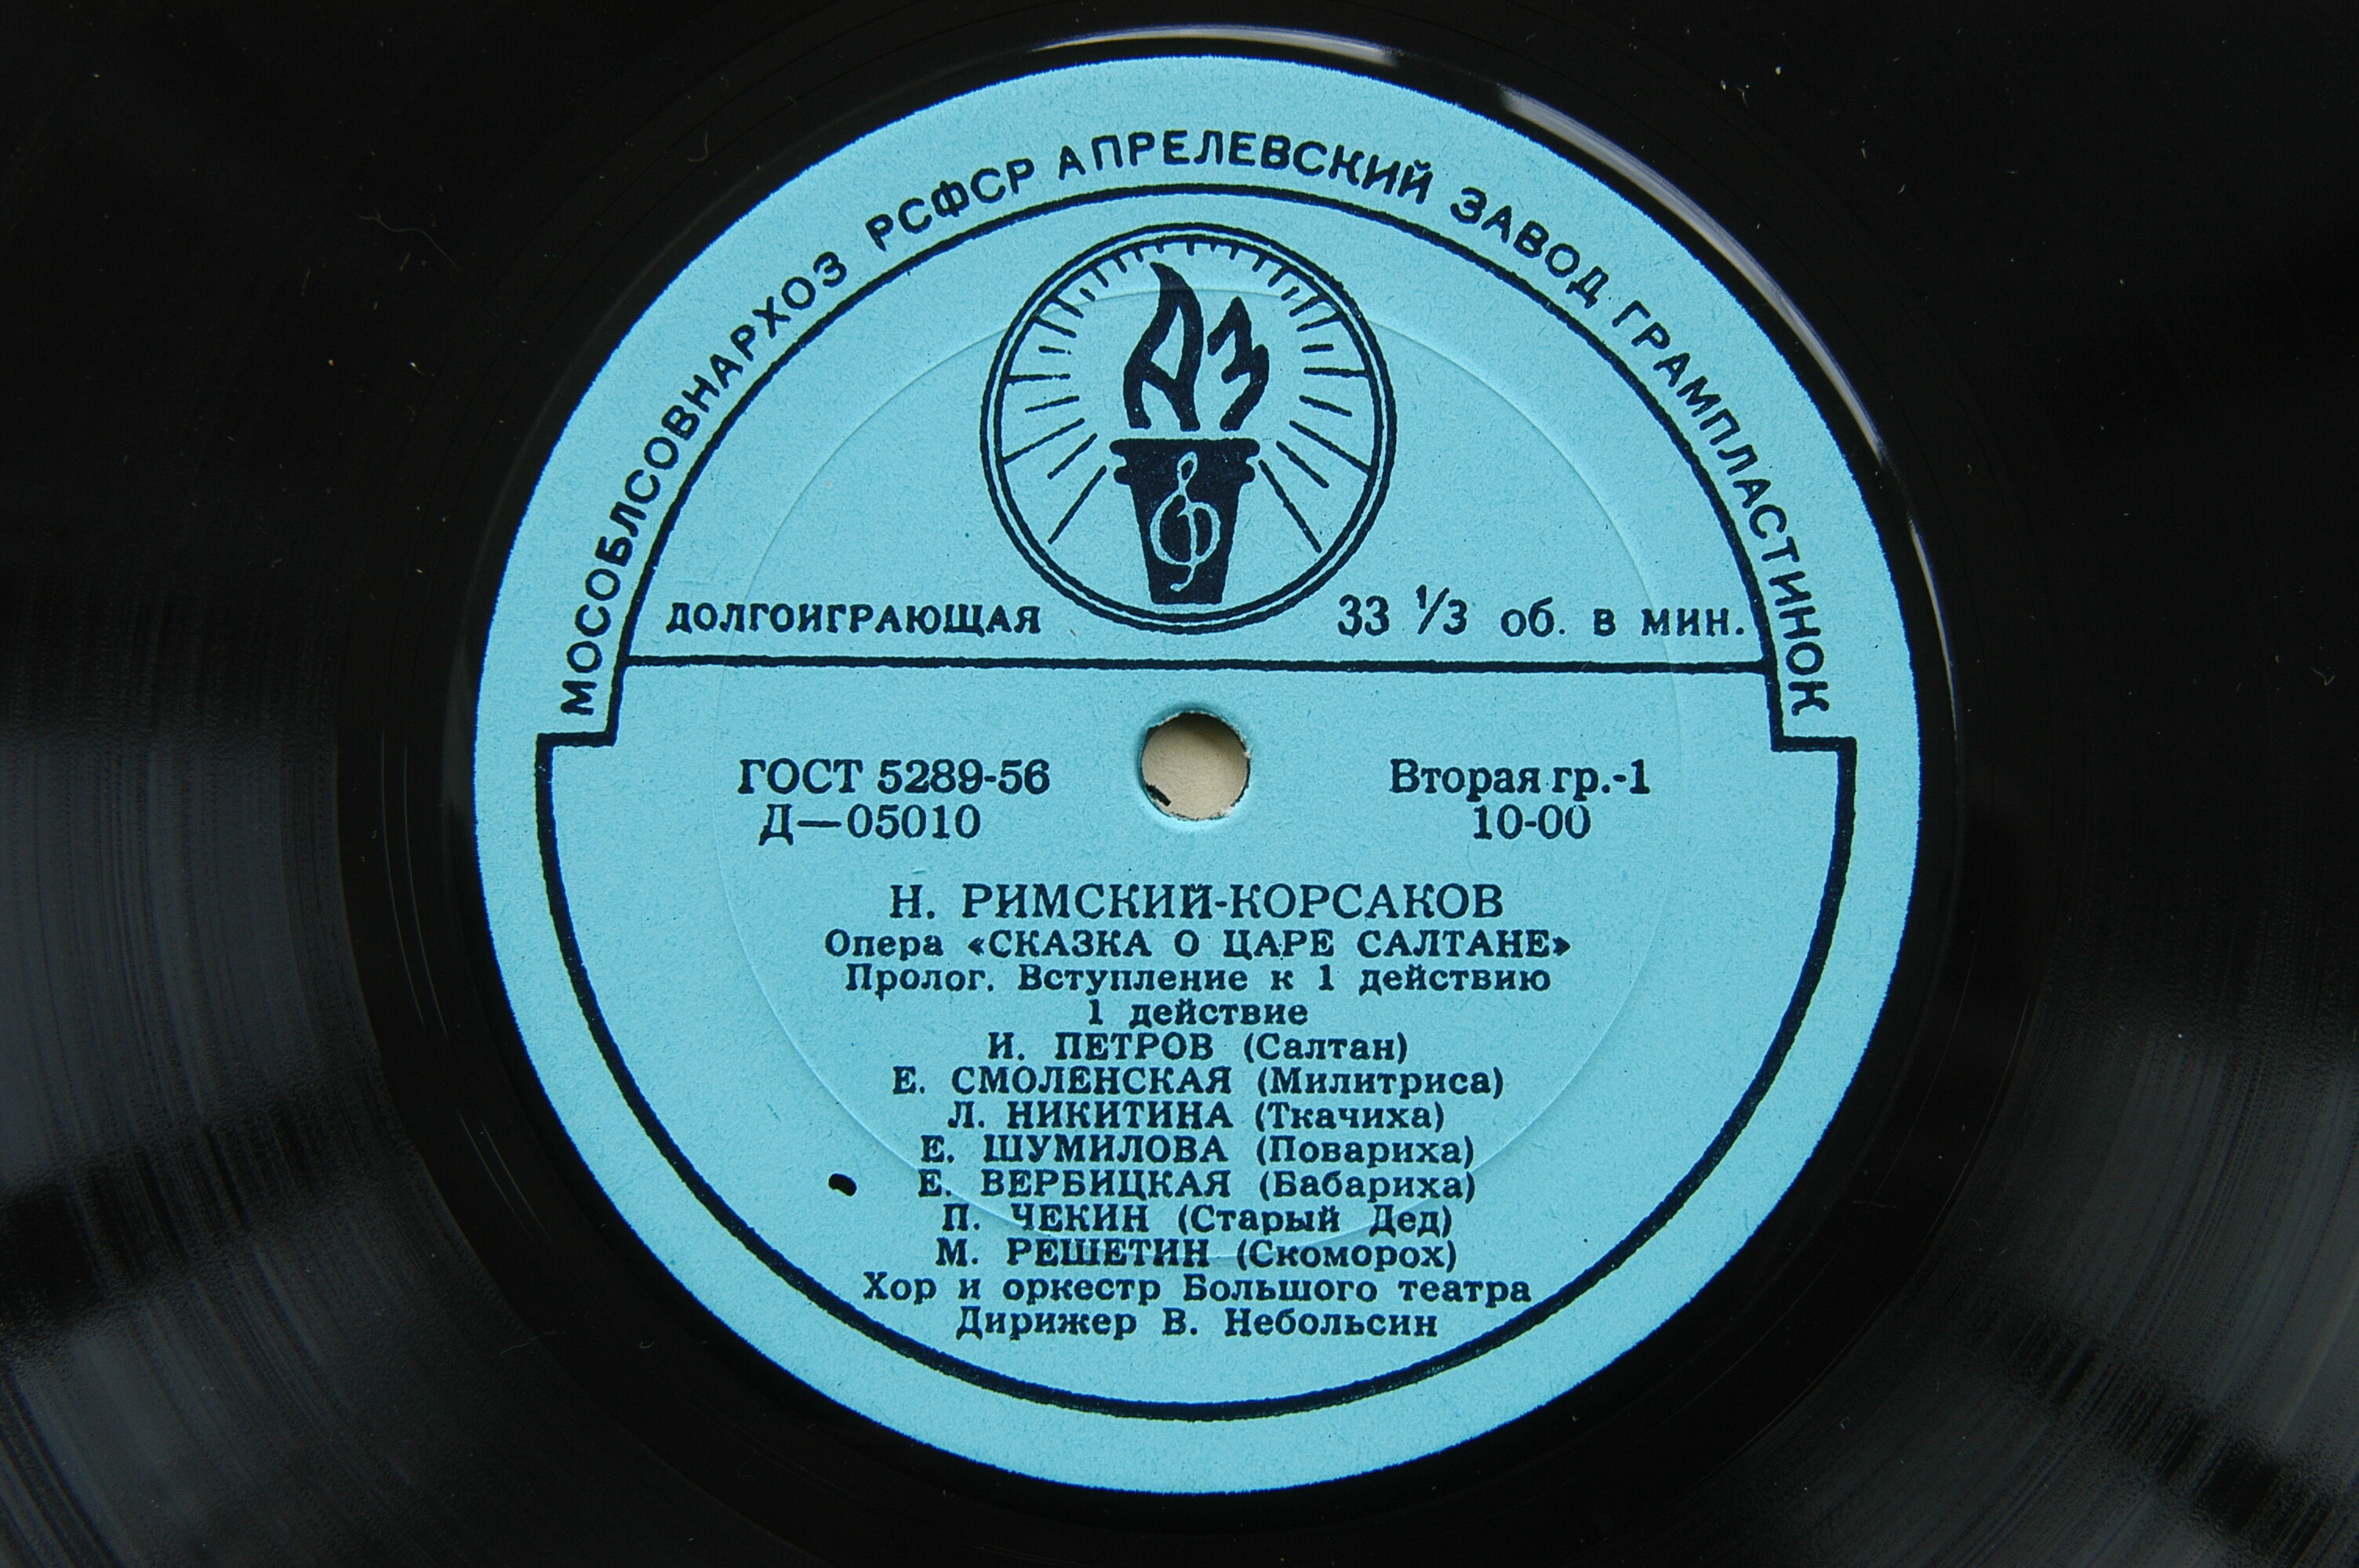 МОСОБЛСОВНАРХОЗ РСФСР АПРЕЛЕВСКИЙ ЗАВОД ГРАМПЛАСТИНОК
АЗ
ДОЛГОИГРАЮЩАЯ 33 1/3 об. в мин.
ГОСТ 5289-56 Вторая гр.-1
Д—05010 10-00
Н. РИМСКИЙ-КОРСАКОВ
Опера «СКАЗКА О ЦАРЕ САЛТАНЕ»
Пролог. Вступление к 1 действию
1 действие
И. ПЕТРОВ (Салтан)
Е. СМОЛЕНСКАЯ (Милитриса)
Л. НИКИТИНА (Ткачиха)
Е. ШУМИЛОВА (Повариха)
Е. ВЕРБИЦКАЯ (Бабариха)
П. ЧЕКИН (Старый Дед)
М. РЕШЕТИН (Скоморох)
Хор и оркестр Большого театра
Дирижер В. Небольсин